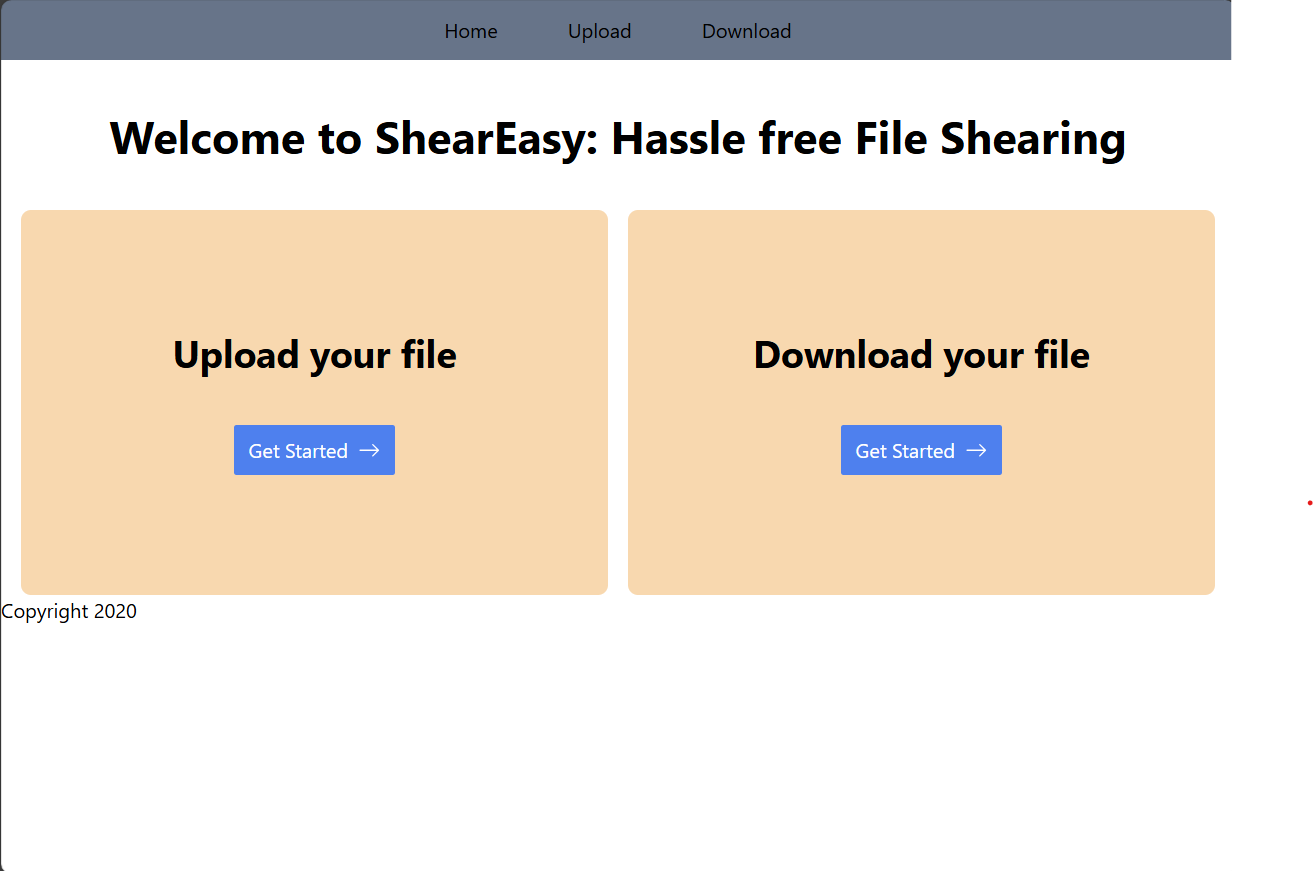 Home Upload Download
Welcome to ShearEasy: Hassle free File Shearing
Upload your file
Get Started →
Download your file
Get Started →
Copyright 2020